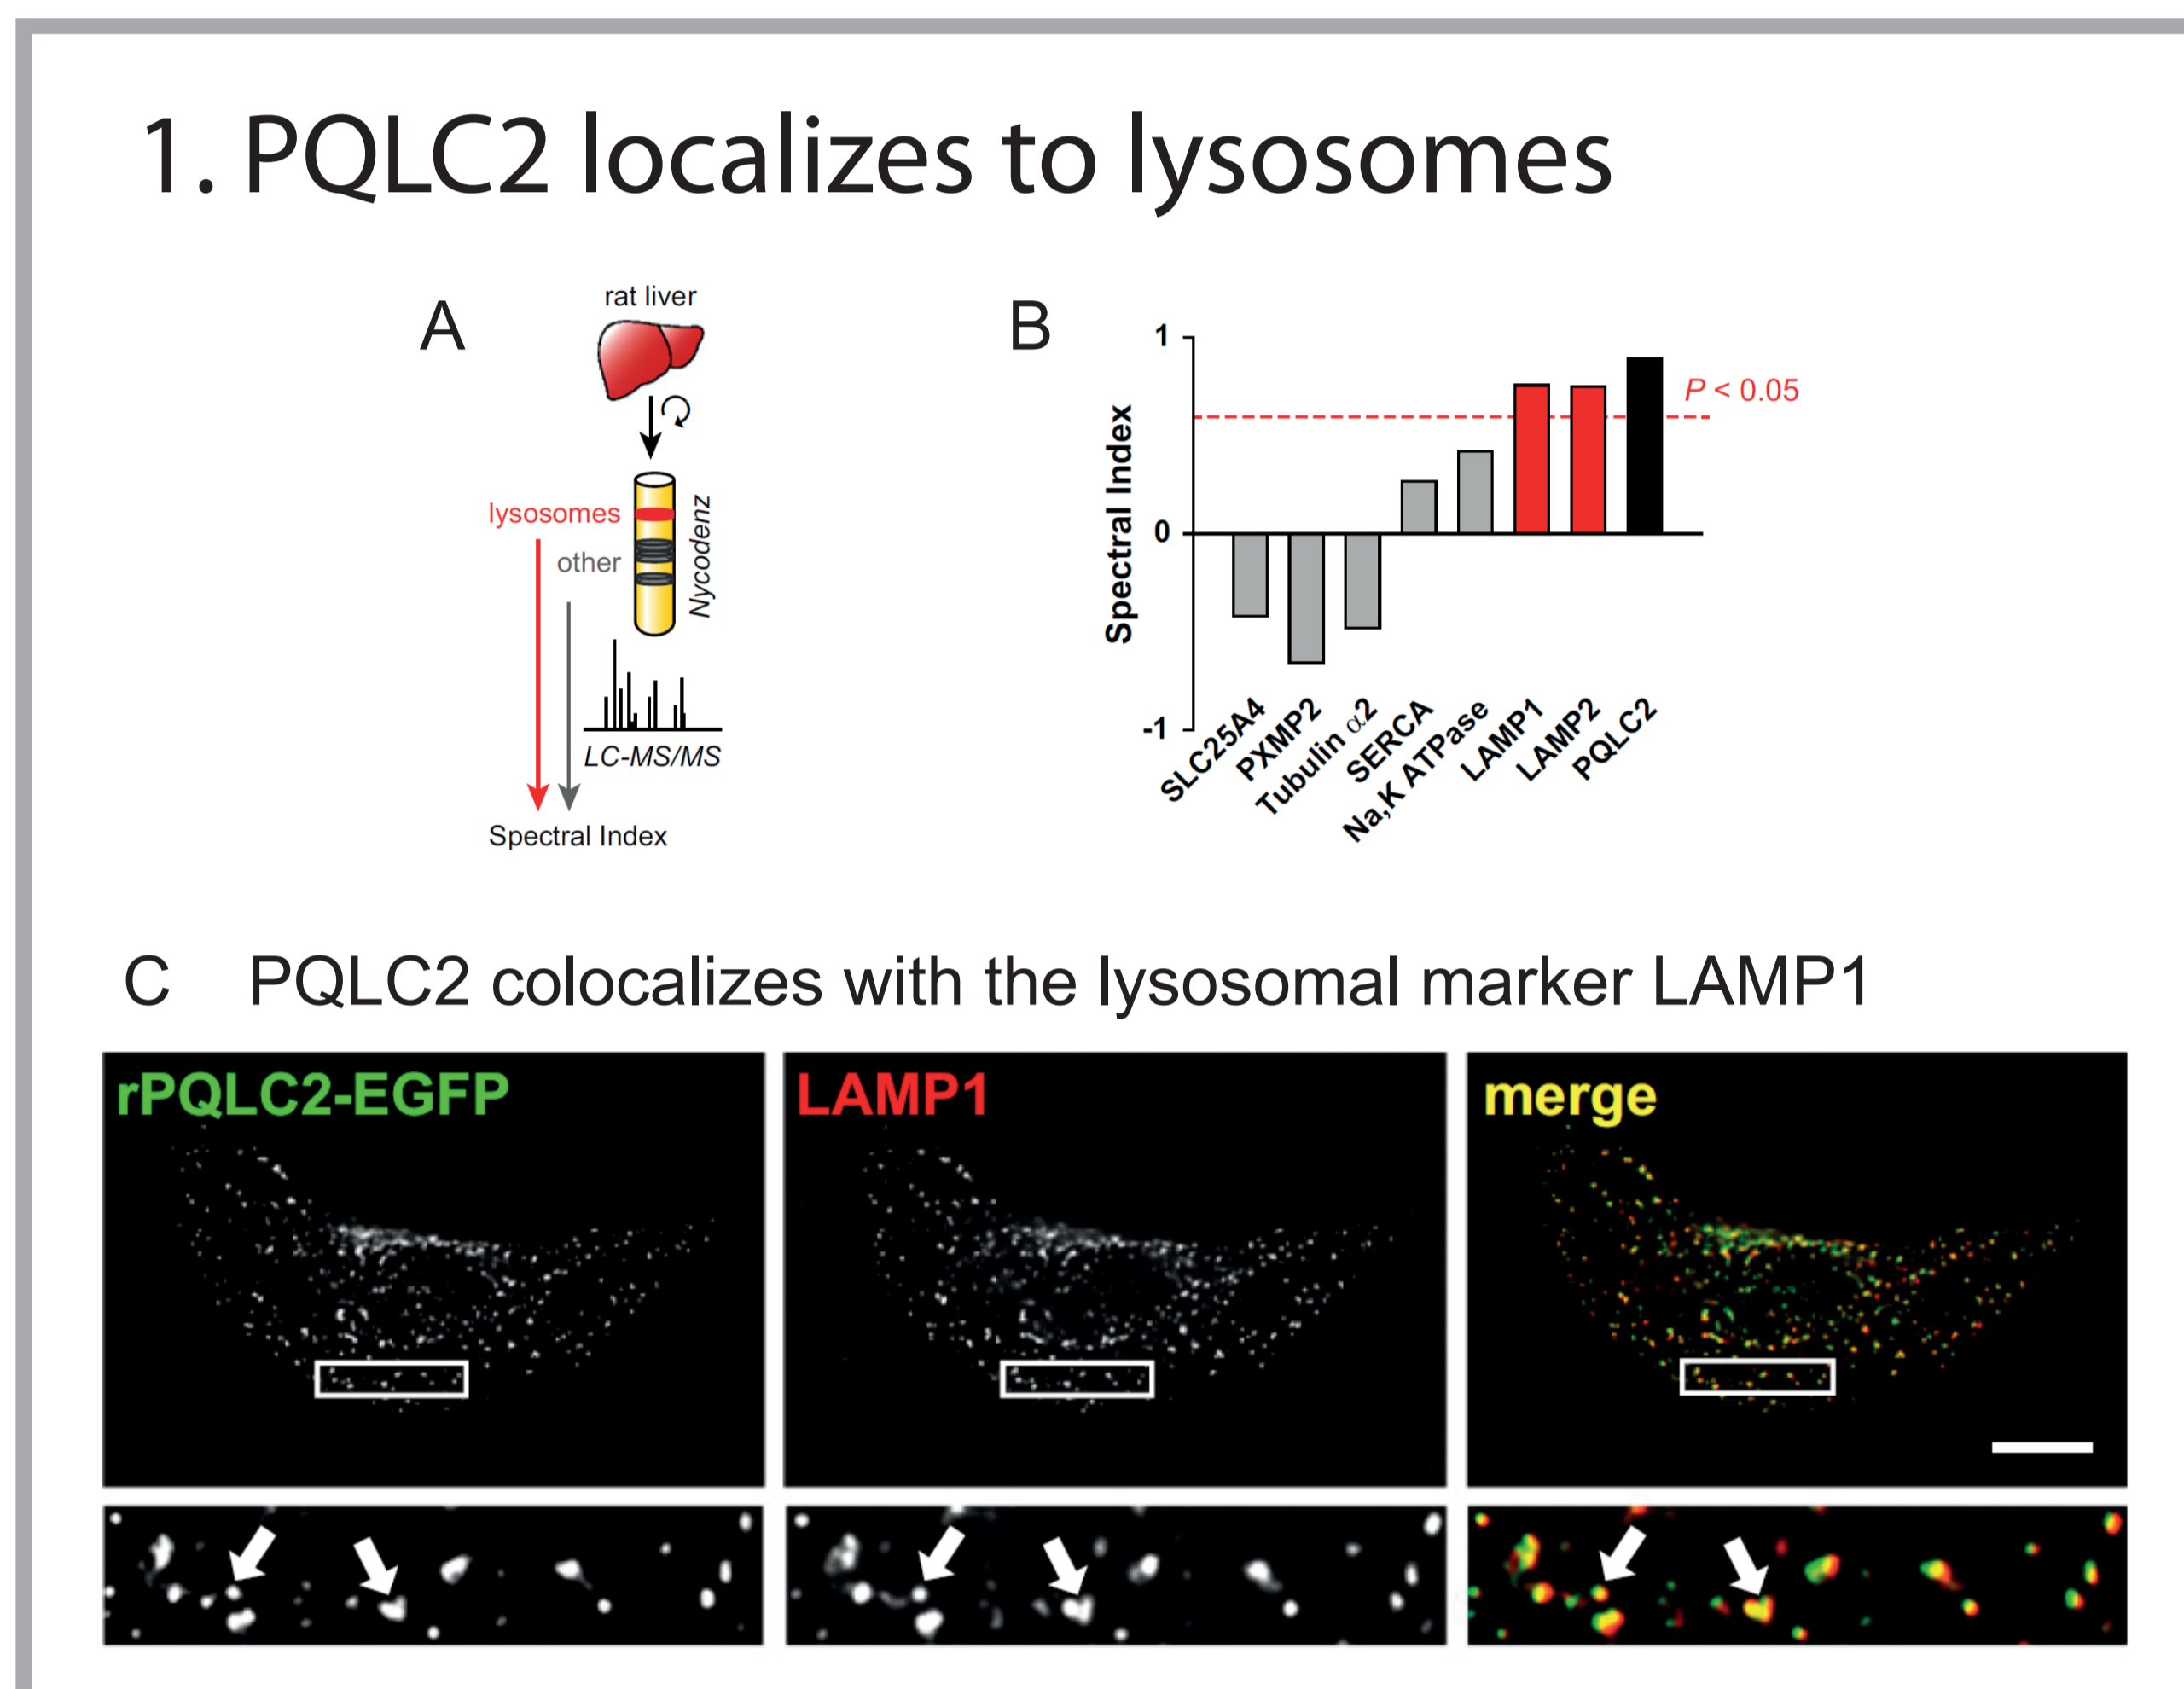 1. PQLC2 localizes to lysosomes
A
rat liver
lysosomes
other
Nycodenz
LC-MS/MS
Spectral Index
B
Spectral Index
1
0
-1
P < 0.05
SLC25A4
PXMP2
Tubulin α2
SERCA
Na,K ATPase
LAMP1
LAMP2
PQLC2
C PQLC2 colocalizes with the lysosomal marker LAMP1
rPQLC2-EGFP
LAMP1
merge